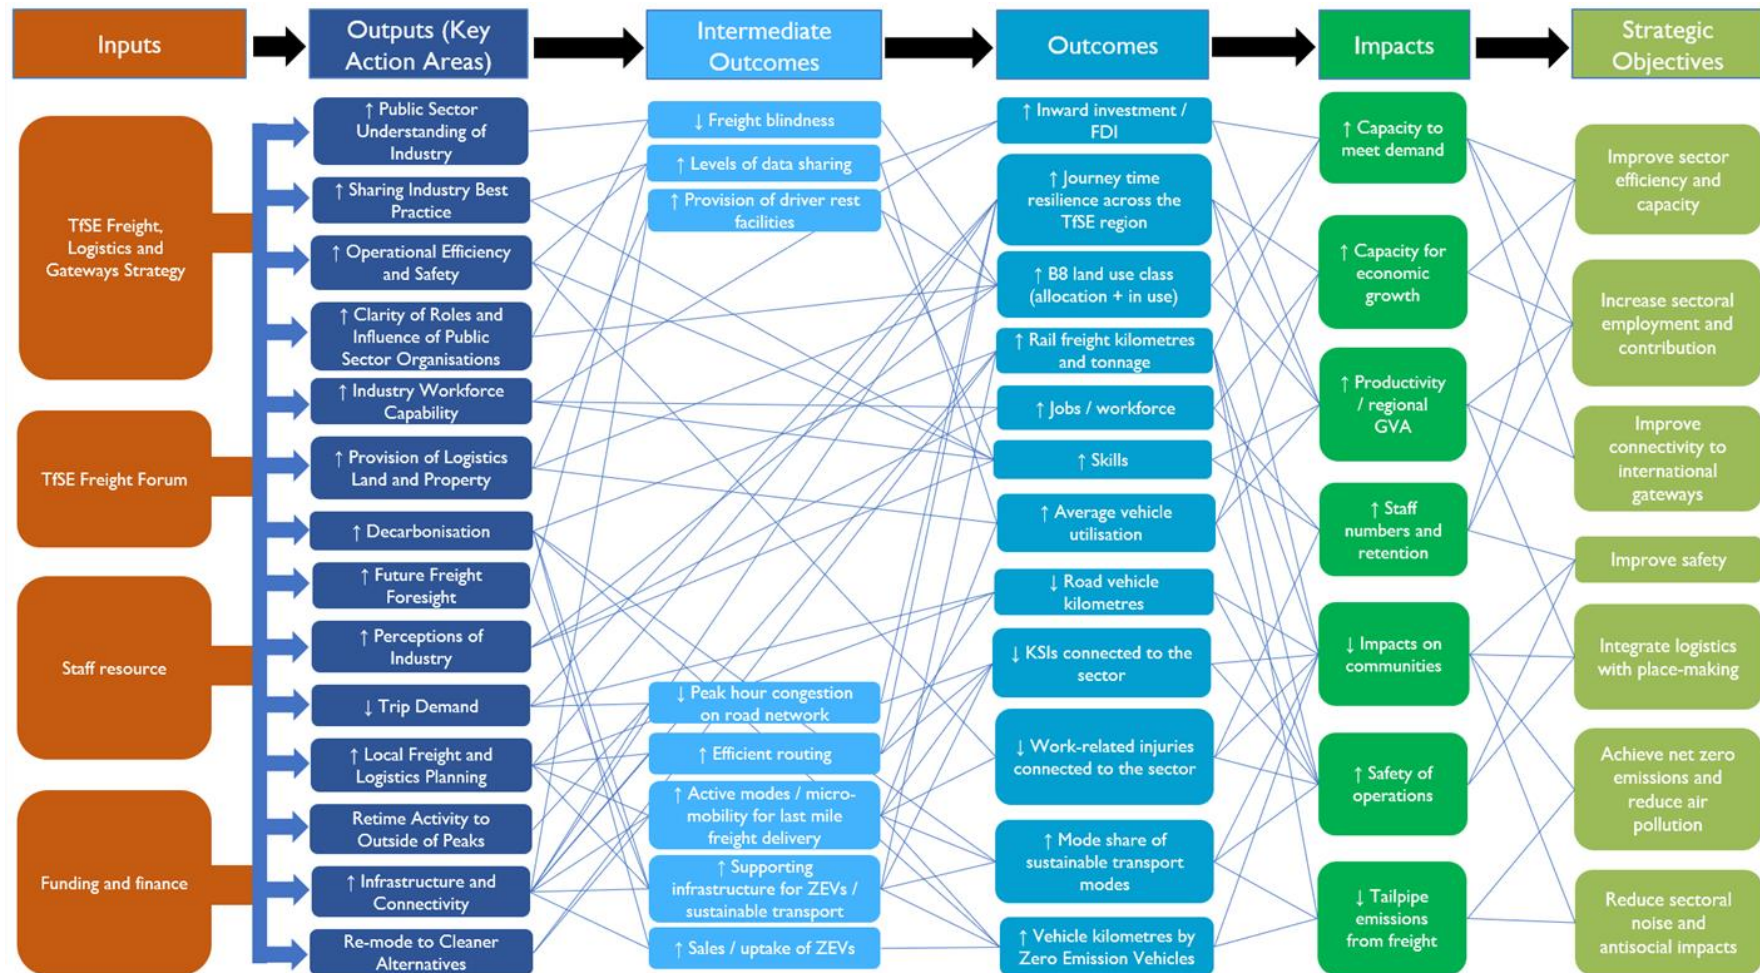 Inputs
Outputs (Key
Action Areas)
Intermediate
Outcomes
Outcomes
Impacts
Strategic
Objectives
TfSE Freight,
Logistics and
Gateways Strategy
TfSE Freight Forum
Staff resource
Funding and finance
↑ Public Sector
Understanding of
Industry
↑ Sharing Industry Best
Practice
↑ Operational Efficiency
and Safety
↑ Clarity of Roles and
Influence of Public
Sector Organisations
↑ Industry Workforce
Capability
↑ Provision of Logistics
Land and Property
↑ Decarbonisation
↑ Future Freight
Foresight
↑ Perceptions of
Industry
↓ Trip Demand
↑ Local Freight and
Logistics Planning
Retime Activity to
Outside of Peaks
↑ Infrastructure and
Connectivity
Re-mode to Cleaner
Alternatives
↓ Freight blindness
↑ Levels of data sharing
↑ Provision of driver rest
facilities
↓ Peak hour congestion
on road network
↑ Efficient routing
↑ Active modes / micro-
mobility for last mile
freight delivery
↑ Supporting
infrastructure for ZEVs /
sustainable transport
↑ Sales / uptake of ZEVs
↑ Inward investment /
FDI
↑ Journey time
resilience across the
TfSE region
↑ B8 land use class
(allocation + in use)
↑ Rail freight kilometres
and tonnage
↑ Jobs / workforce
↑ Skills
↑ Average vehicle
utilisation
↓ Road vehicle
kilometres
↓ KSIs connected to the
sector
↓ Work-related injuries
connected to the sector
↑ Mode share of
sustainable transport
modes
↑ Vehicle kilometres by
Zero Emission Vehicles
↑ Capacity to
meet demand
↑ Capacity for
economic
growth
↑ Productivity
/ regional
GVA
↑ Staff
numbers and
retention
↓ Impacts on
communities
↑ Safety of
operations
↓ Tailpipe
emissions
from freight
Improve sector
efficiency and
capacity
Increase sectoral
employment and
contribution
Improve
connectivity to
international
gateways
Improve safety
Integrate logistics
with place-making
Achieve net zero
emissions and
reduce air
pollution
Reduce sectoral
noise and
antisocial impacts